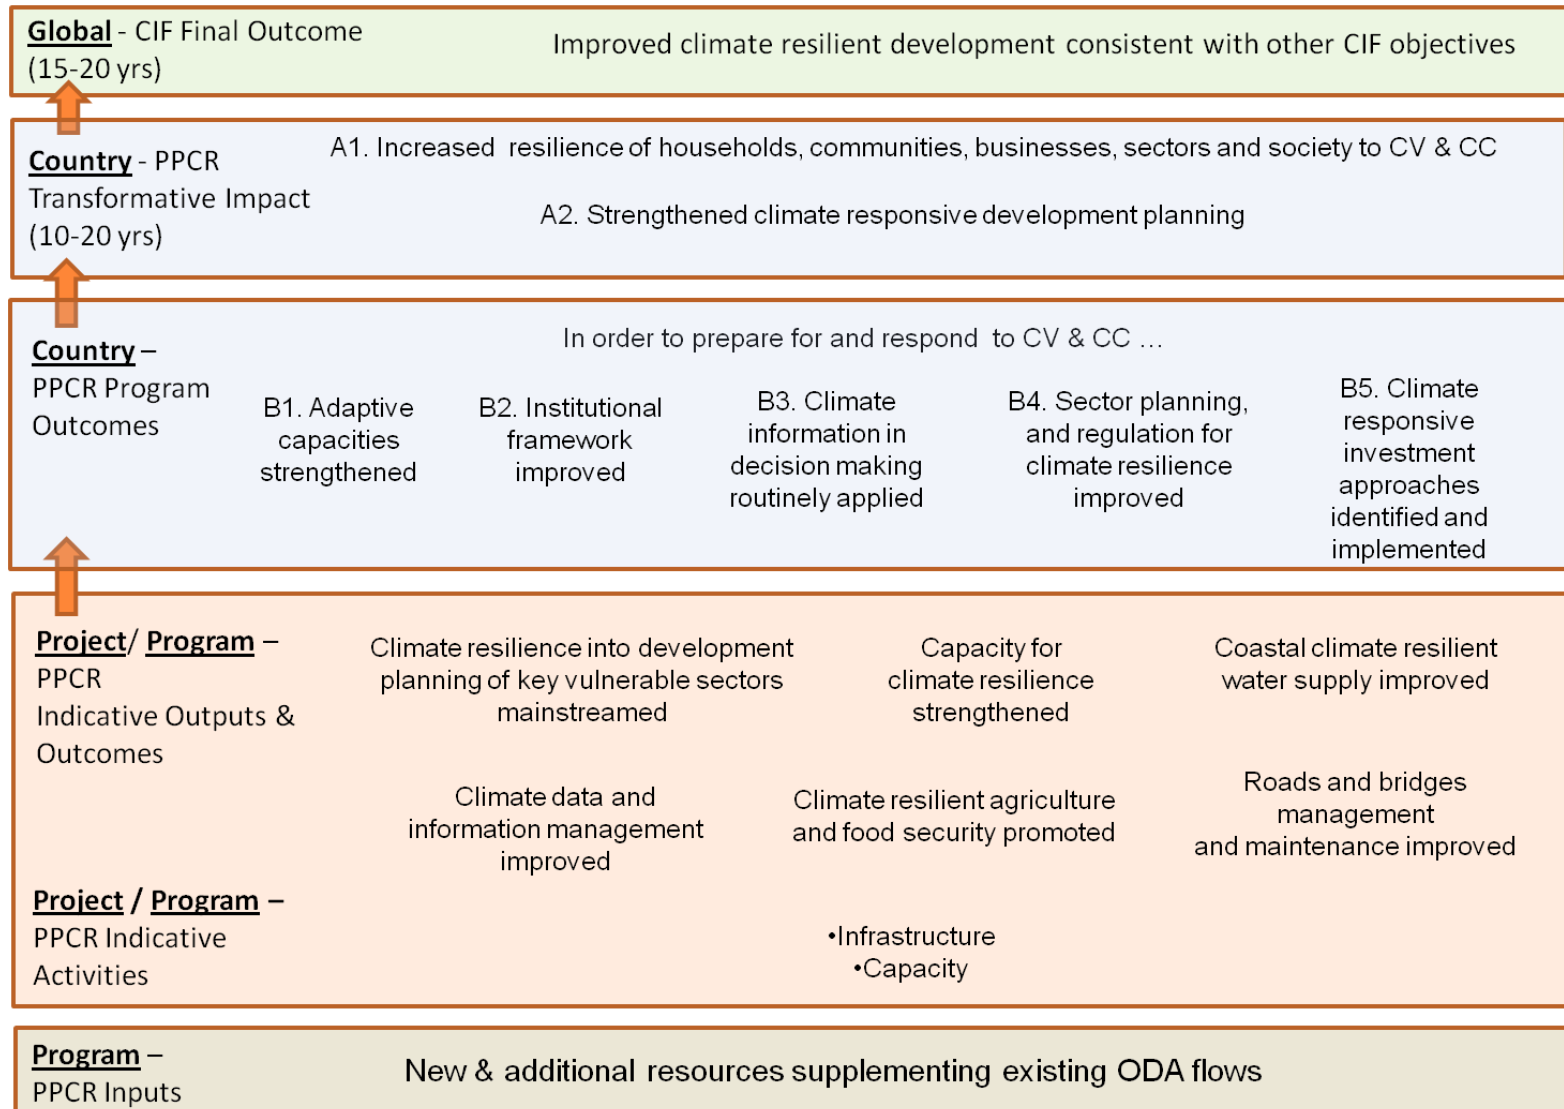 Global - CIF Final Outcome
(15-20 yrs)
Improved climate resilient development consistent with other CIF objectives
Country - PPCR
Transformative Impact
(10-20 yrs)
A1. Increased resilience of households, communities, businesses, sectors and society to CV & CC
A2. Strengthened climate responsive development planning
Country –
PPCR Program
Outcomes
In order to prepare for and respond to CV & CC ...
B1. Adaptive
capacities
strengthened
B2. Institutional
framework
improved
B3. Climate
information in
decision making
routinely applied
B4. Sector planning,
and regulation for
climate resilience
improved
B5. Climate
responsive
investment
approaches
identified and
implemented
Project/ Program –
PPCR
Indicative Outputs &
Outcomes
Climate resilience into development
planning of key vulnerable sectors
mainstreamed
Capacity for
climate resilience
strengthened
Coastal climate resilient
water supply improved
Climate data and
information management
improved
Climate resilient agriculture
and food security promoted
Roads and bridges
management
and maintenance improved
Project / Program –
PPCR Indicative
Activities
•Infrastructure
•Capacity
Program –
PPCR Inputs
New & additional resources supplementing existing ODA flows